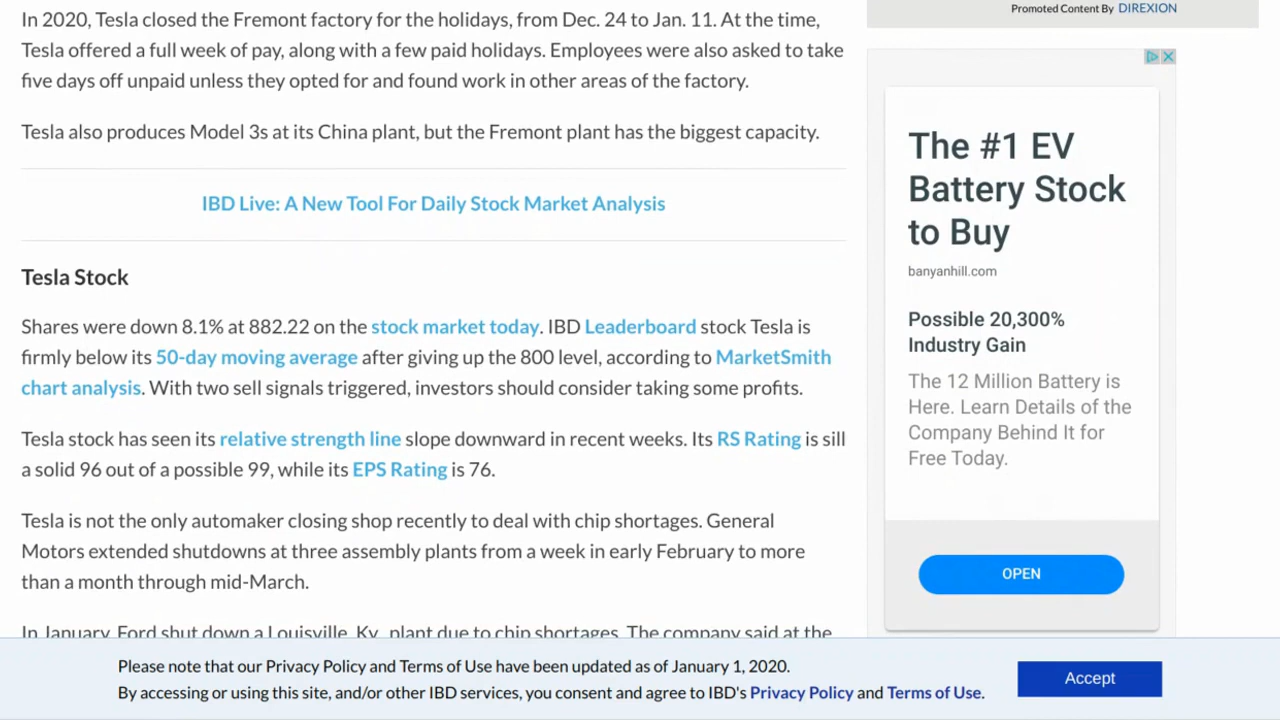 In 2020, Tesla closed the Fremont factory for the holidays, from Dec. 24 to Jan. 11. At the time,
Tesla offered a full week of pay, along with a few paid holidays. Employees were also asked to take
five days off unpaid unless they opted for and found work in other areas of the factory.
Tesla also produces Model 3s at its China plant, but the Fremont plant has the biggest capacity.
IBD Live: A New Tool For Daily Stock Market Analysis
Tesla Stock
Shares were down 8.1% at 882.22 on the stock market today. IBD Leaderboard stock Tesla is
firmly below its 50-day moving average after giving up the 800 level, according to MarketSmith
chart analysis. With two sell signals triggered, investors should consider taking some profits.
Tesla stock has seen its relative strength line slope downward in recent weeks. Its RS Rating is sill
a solid 96 out of a possible 99, while its EPS Rating is 76.
Tesla is not the only automaker closing shop recently to deal with chip shortages. General
Motors extended shutdowns at three assembly plants from a week in early February to more
than a month through mid-March.
In January, Ford shut down a Louisville, Ky., plant due to chip shortages. The company said at the
Promoted Content By DIREXION
The #1 EV
Battery Stock
to Buy
banyanhill.com
Possible 20,300%
Industry Gain
The 12 Million Battery is
Here. Learn Details of the
Company Behind It for
Free Today.
OPEN
Please note that our Privacy Policy and Terms of Use have been updated as of January 1, 2020.
By accessing or using this site, and/or other IBD services, you consent and agree to IBD's Privacy Policy and Terms of Use.
Accept